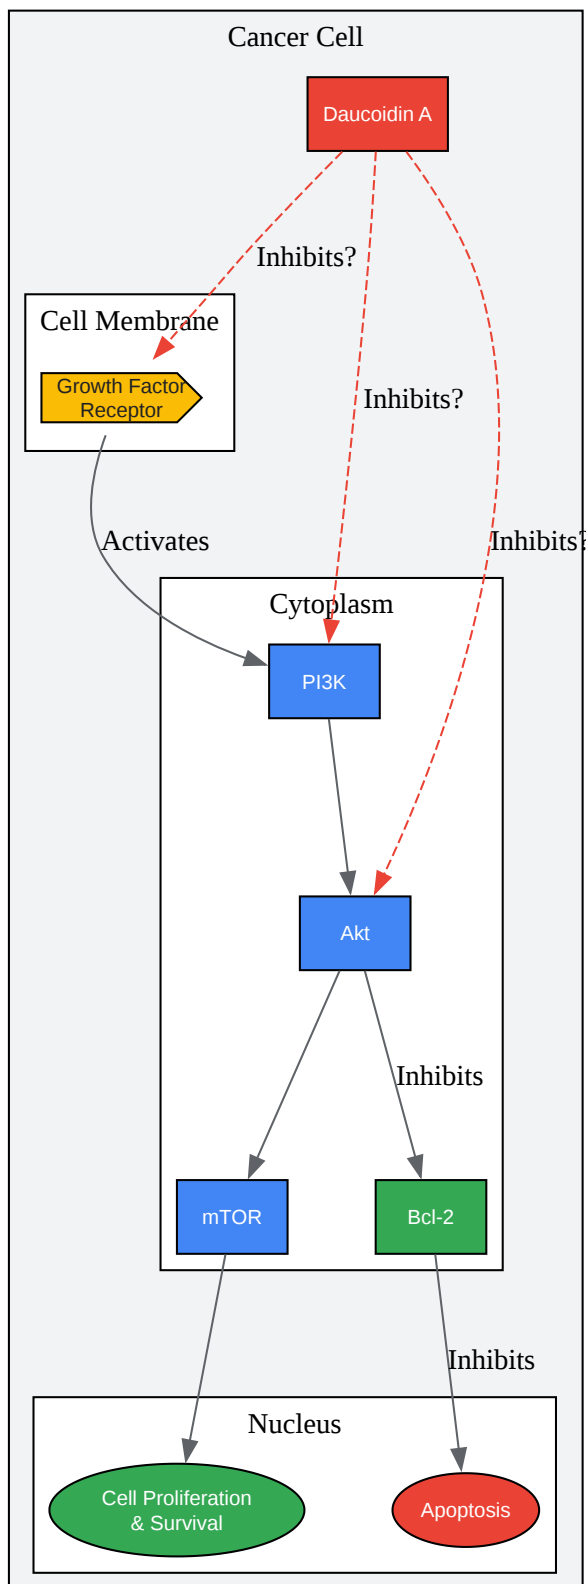 Cancer Cell
Daucoidin A
Inhibits?
Cell Membrane
Growth Factor
Receptor
Inhibits?
Activates
Inhibits?
Cytoplasm
PI3K
Akt
Inhibits
mTOR
Bcl-2
Inhibits
Nucleus
Cell Proliferation
& Survival
Apoptosis